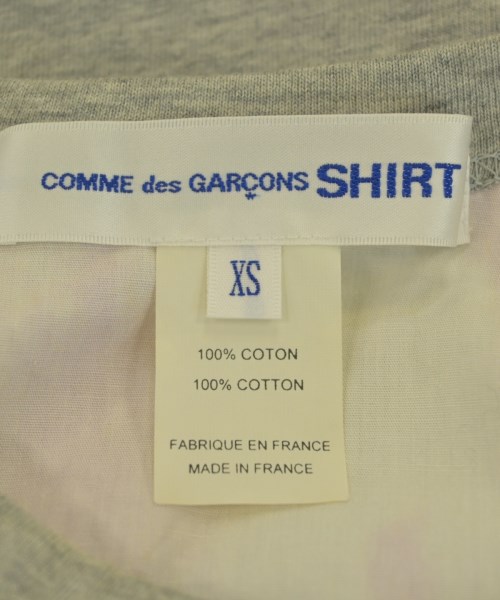 COMME des GARÇONS SHIRT
XS
100% COTON
100% COTTON
FABRIQUE EN FRANCE
MADE IN FRANCE